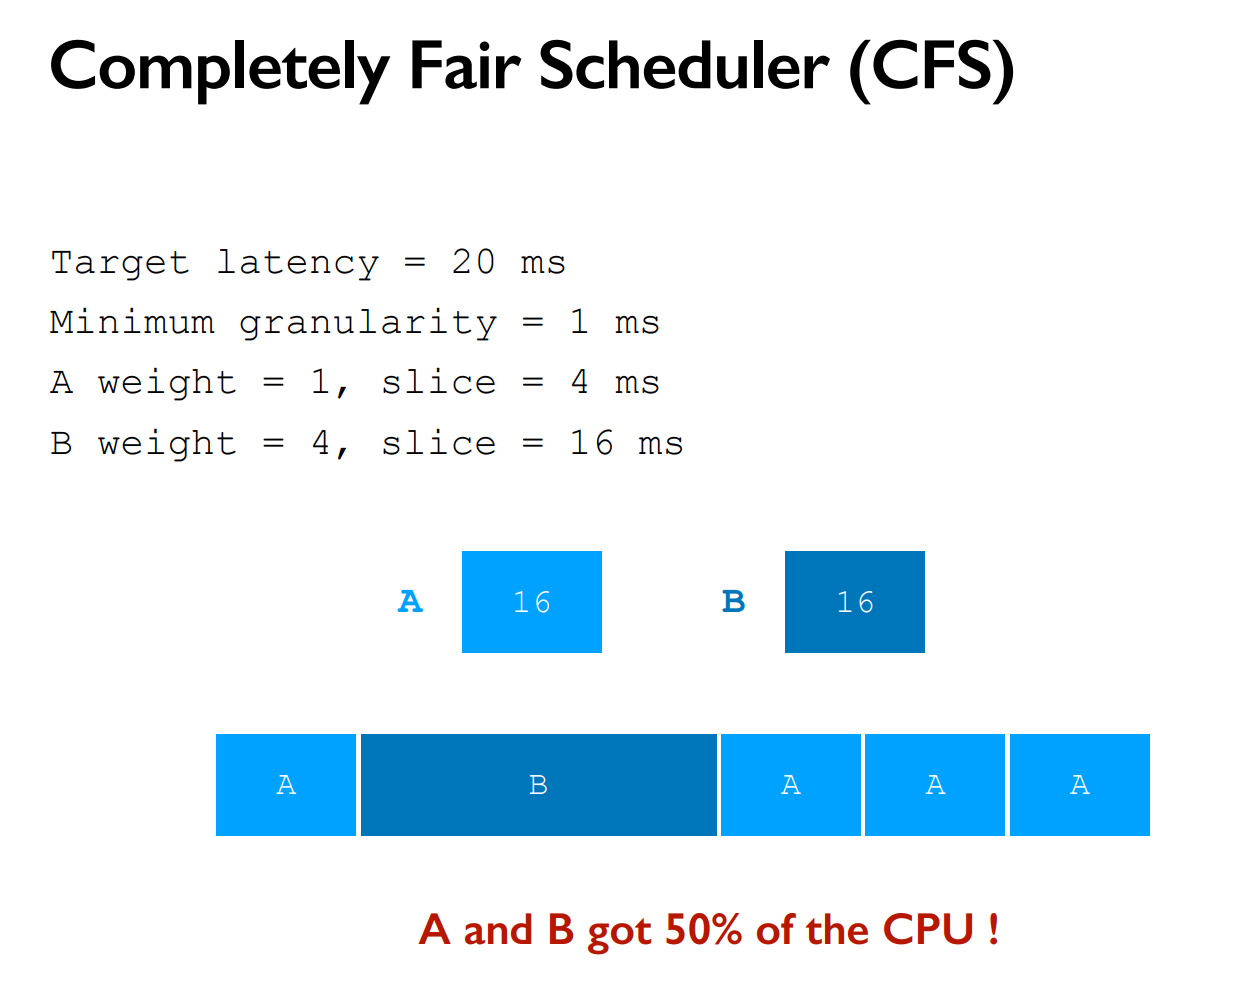 Completely Fair Scheduler (CFS)
Target latency = 20 ms
Minimum granularity = 1 ms
A weight = 1, slice = 4 ms
B weight = 4, slice = 16 ms
A 16 B 16
A B A A A
A and B got 50% of the CPU !